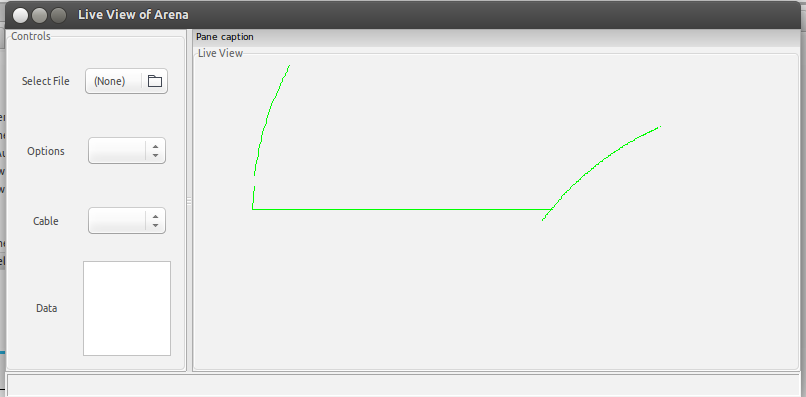 Live View of Arena
Controls
Pane caption
Live View
Select File
(None)
Options
Cable
Data